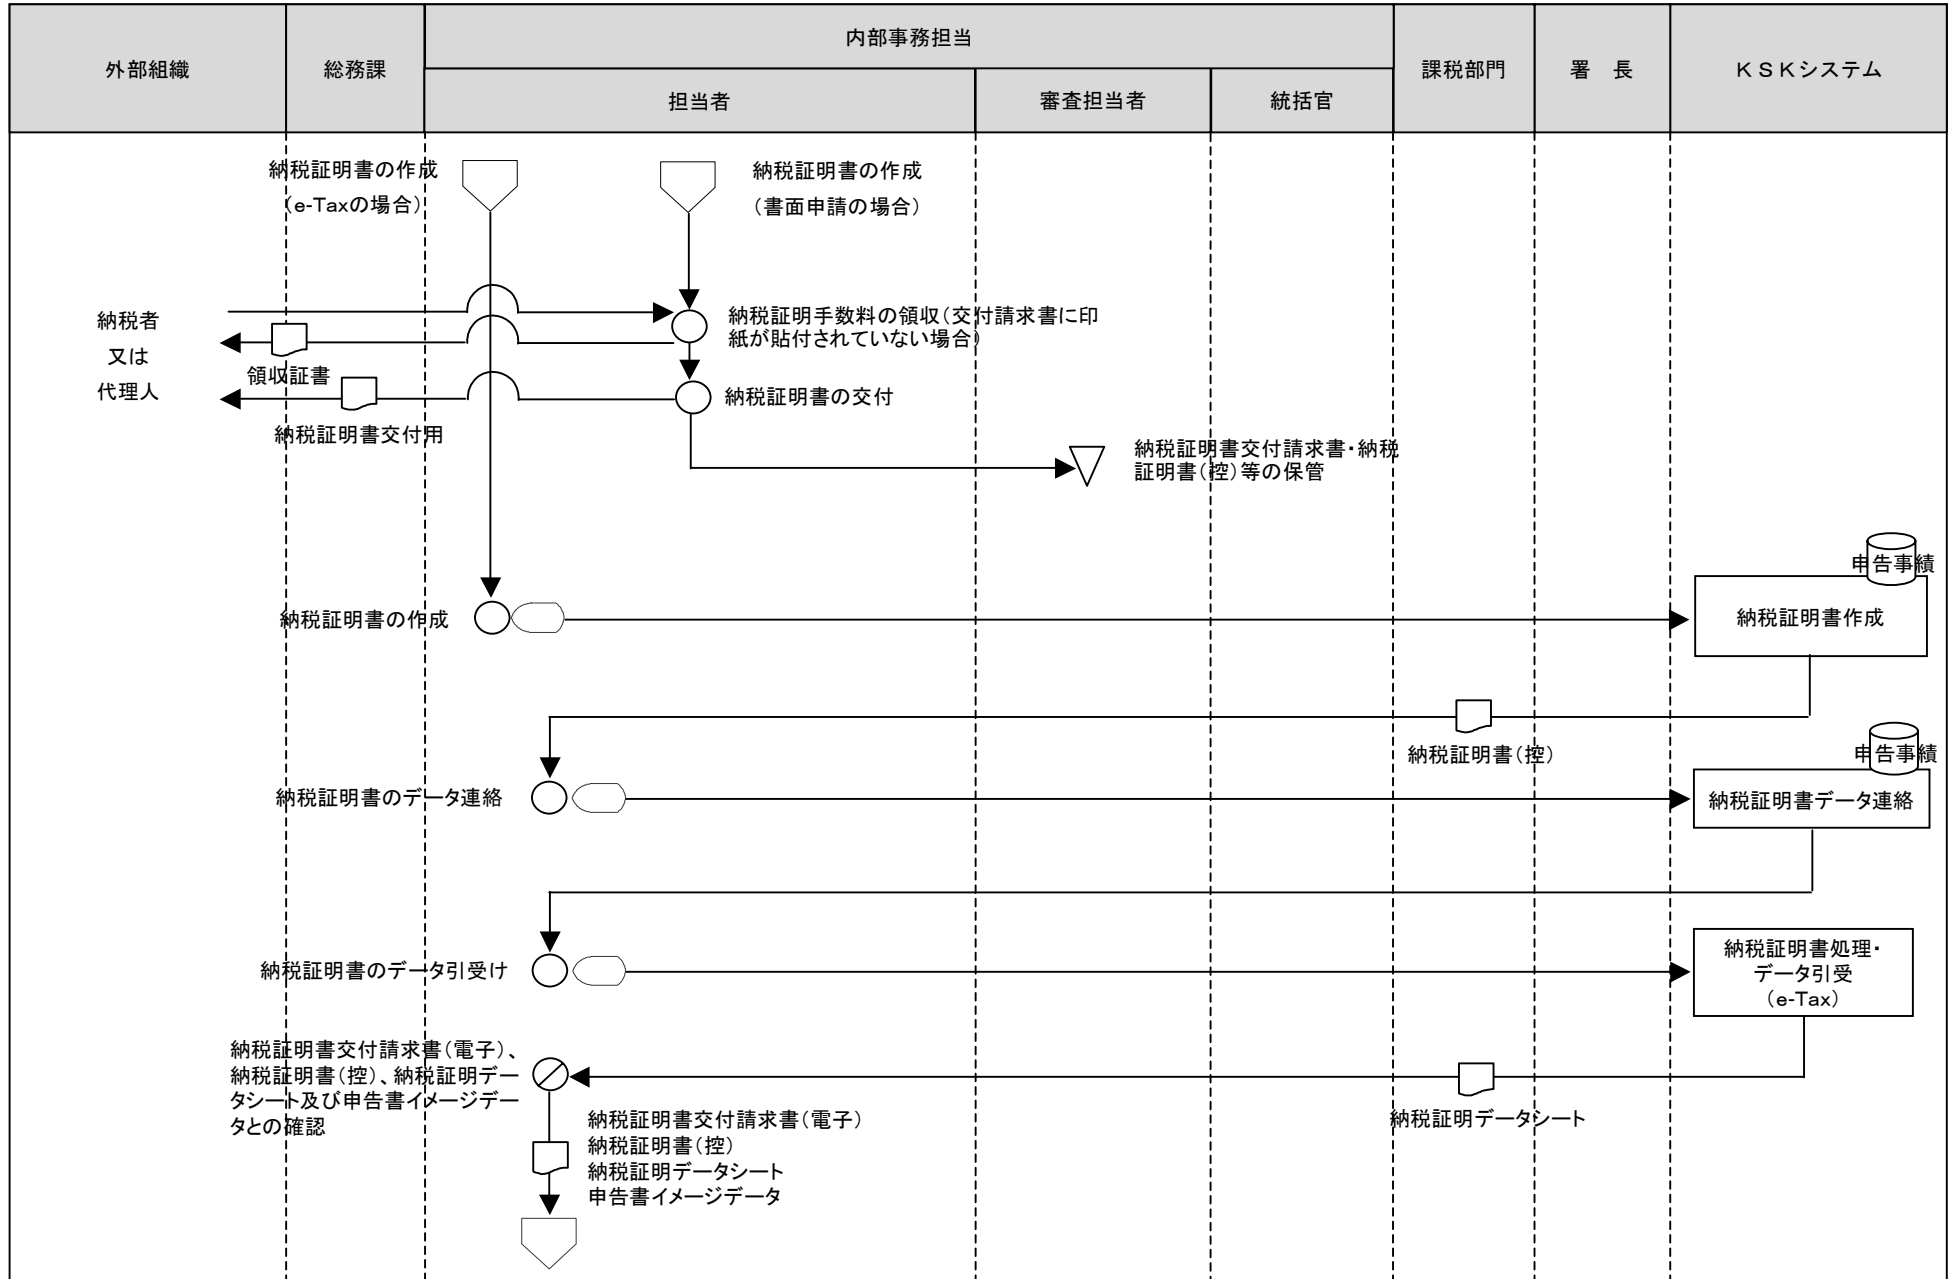 外部組織
総務課
内部事務担当
担当者
審査担当者
統括官
課税部門
署　長
ＫＳＫシステム
納税証明書の作成
（e-Taxの場合）
納税証明書の作成
（書面申請の場合）
納税者
又は
代理人
納税証明手数料の領収（交付請求書に印
紙が貼付されていない場合）
領収証書
納税証明書の交付
納税証明書交付用
納税証明書交付請求書・納税
証明書（控）等の保管
申告事績
納税証明書の作成
納税証明書作成
納税証明書（控）
申告事績
納税証明書のデータ連絡
納税証明書データ連絡
納税証明書のデータ引受け
納税証明書処理・
データ引受
（e-Tax）
納税証明書交付請求書（電子）、
納税証明書（控）、納税証明デー
タシート及び申告書イメージデー
タとの確認
納税証明データシート
納税証明書交付請求書（電子）
納税証明書（控）
納税証明データシート
申告書イメージデータ